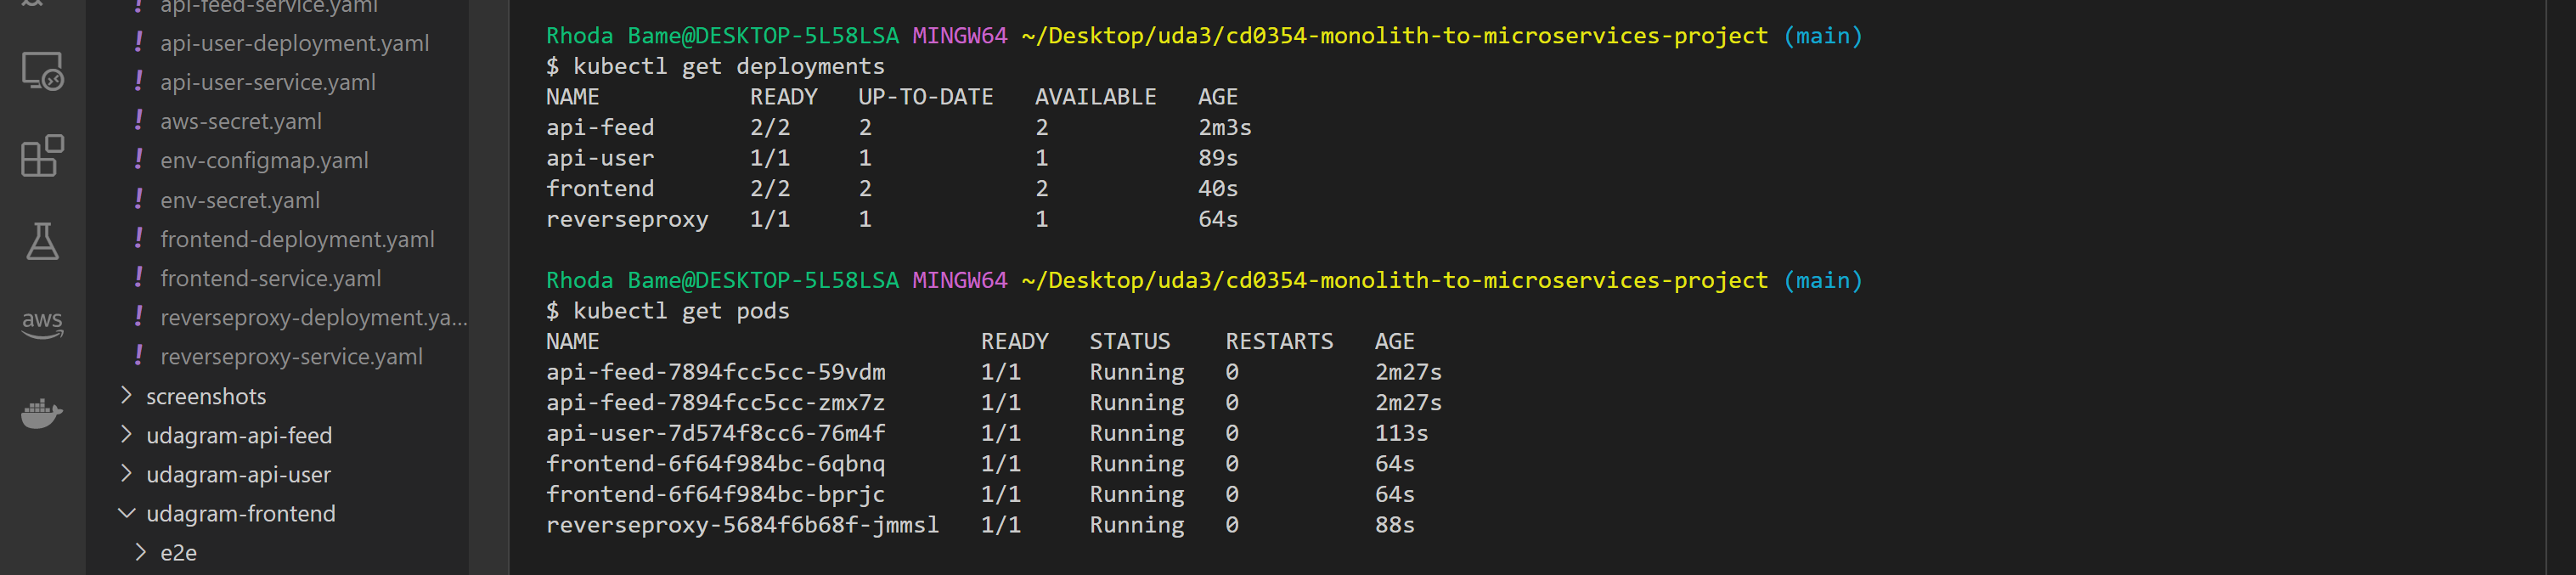 api-feed-service.yaml
! api-user-deployment.yaml
! api-user-service.yaml
! aws-secret.yaml
! env-configmap.yaml
! env-secret.yaml
! frontend-deployment.yaml
! frontend-service.yaml
! reverseproxy-deployment.ya...
! reverseproxy-service.yaml
> screenshots
> udagram-api-feed
> udagram-api-user
udagram-frontend
> e2e
aws
Rhoda Bame@DESKTOP-5L58LSA MINGW64 ~/Desktop/uda3/cd0354-monolith-to-microservices-project (main)
$ kubectl get deployments
NAME READY UP-TO-DATE AVAILABLE AGE
api-feed 2/2 2 2 2m3s
api-user 1/1 1 1 89s
frontend 2/2 2 2 40s
reverseproxy 1/1 1 1 64s
Rhoda Bame@DESKTOP-5L58LSA MINGW64 ~/Desktop/uda3/cd0354-monolith-to-microservices-project (main)
$ kubectl get pods
NAME READY STATUS RESTARTS AGE
api-feed-7894fcc5cc-59vdm 1/1 Running 0 2m27s
api-feed-7894fcc5cc-zmx7z 1/1 Running 0 2m27s
api-user-7d574f8cc6-76m4f 1/1 Running 0 113s
frontend-6f64f984bc-6qbnq 1/1 Running 0 64s
frontend-6f64f984bc-bprjc 1/1 Running 0 64s
reverseproxy-5684f6b68f-jmmsl 1/1 Running 0 88s